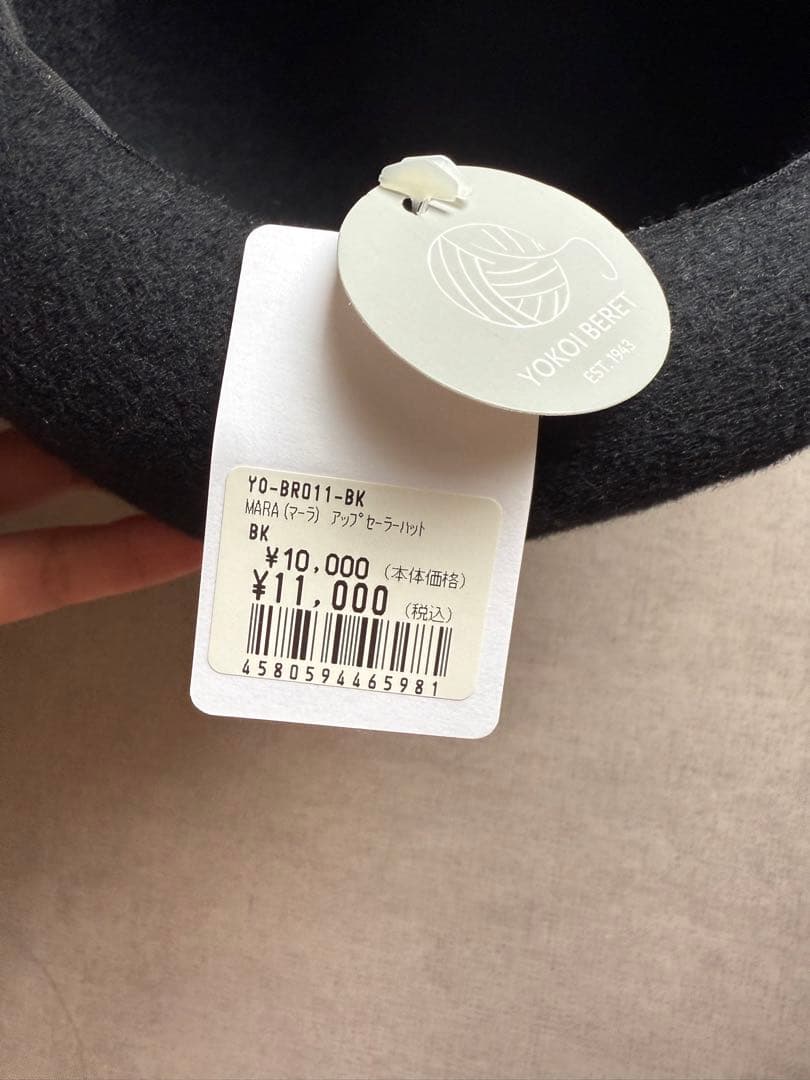 YOKOI BERET
EST. 1943
YO-BR011-BK
MARA(マーラ) アップセーラーハット
BK
¥10,000 (本体価格)
¥11,000 (税込)
4580594465981